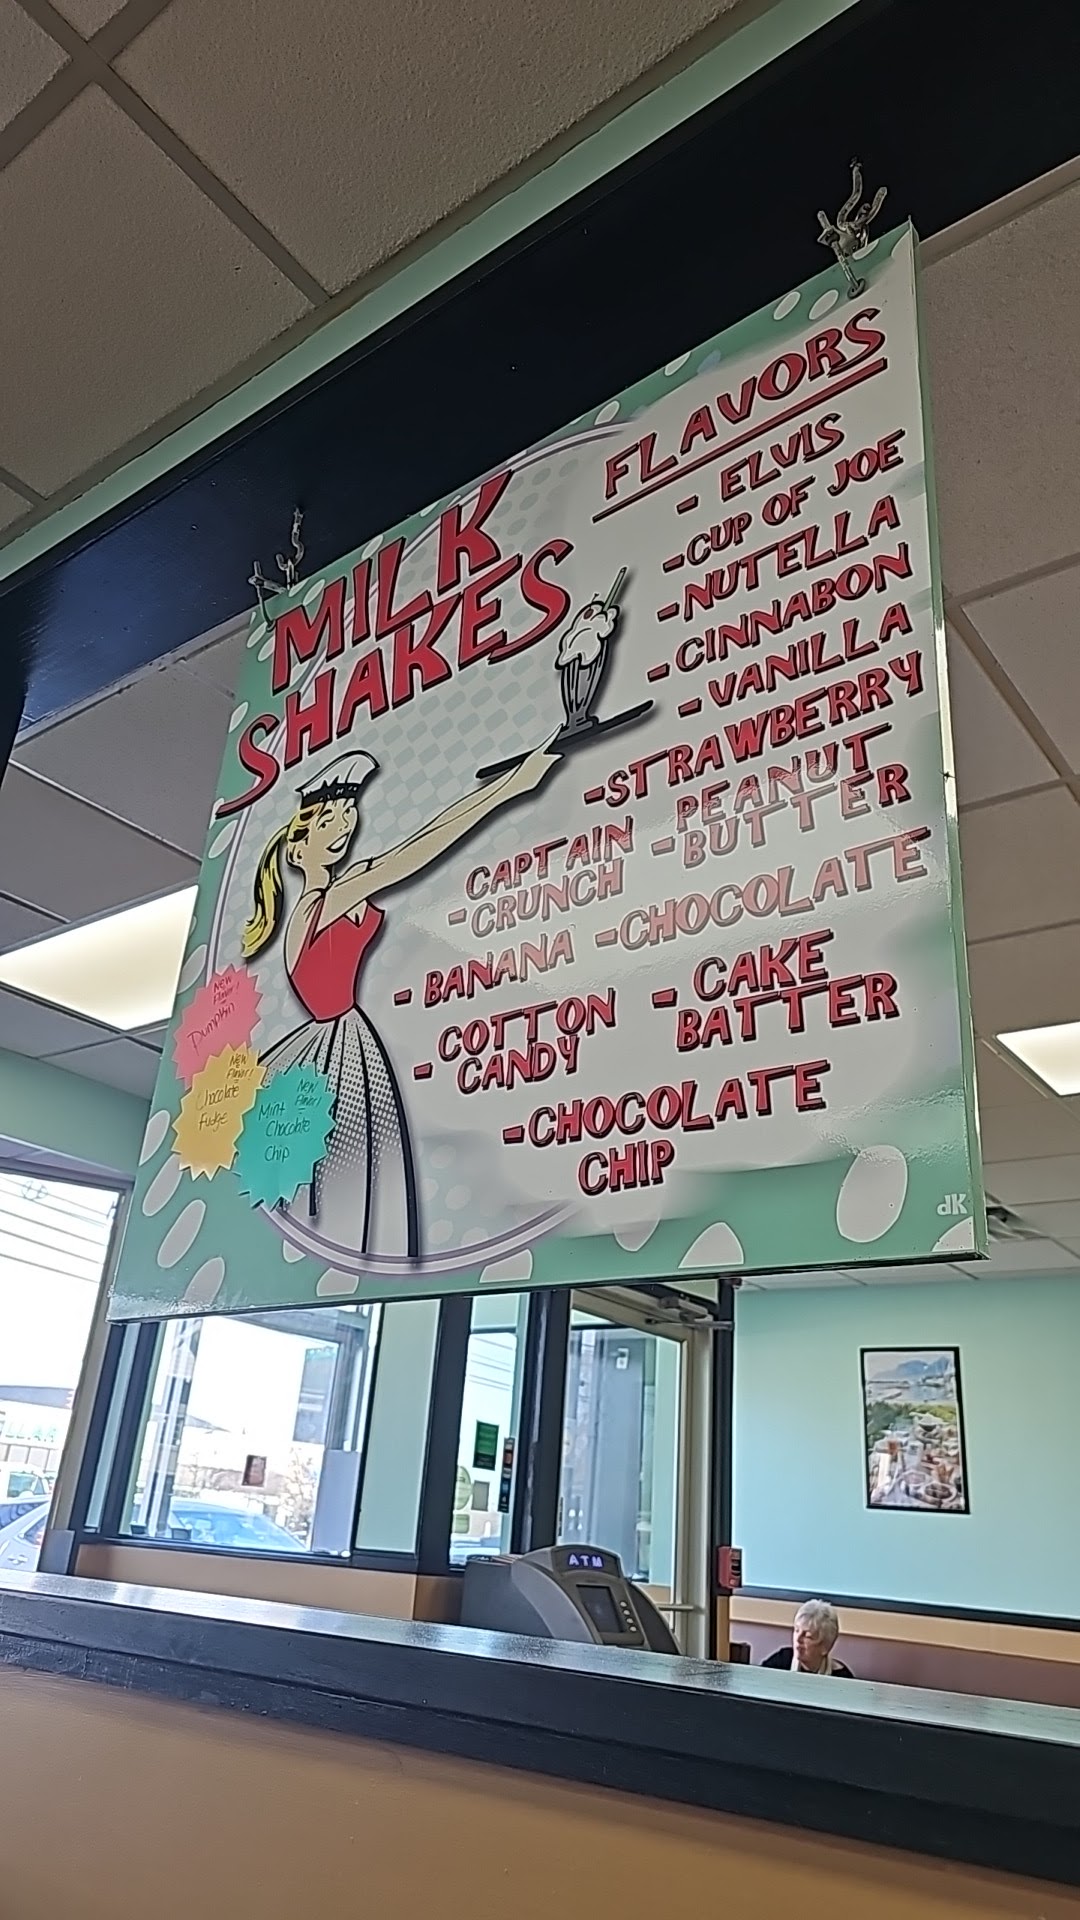 MILK
SHAKES
FLAVORS
- ELVIS
-CUP OF JOE
-NUTELLA
-CINNABON
-VANILLA
-STRAWBERRY
CAPTAIN
-CRUNCH
PEANUT
-BUTTER
-BANANA
-CHOCOLATE
COTTON
- CANDY
- CAKE
BATTER
-CHOCOLATE
CHIP
New
Flavor!
Pumpkin
New
Flavor!
Chocolate
Fudge
New
Flavor!
Mint
Chocolate
Chip
dK
ATM